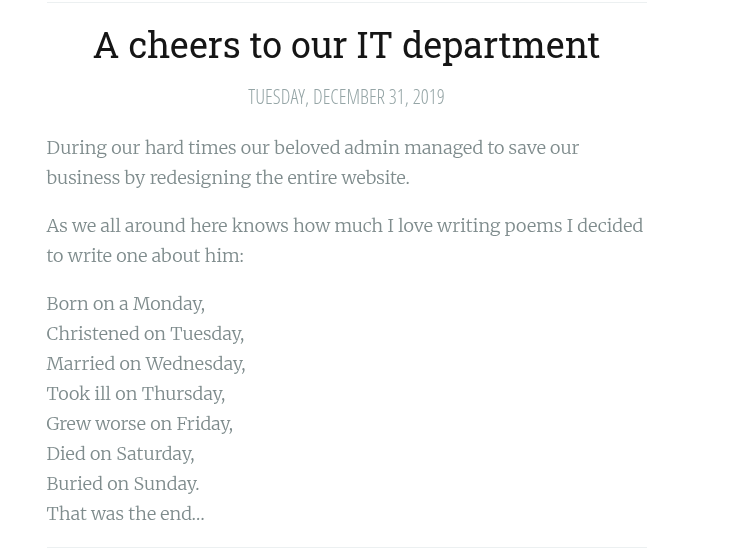 A cheers to our IT department
TUESDAY, DECEMBER 31, 2019
During our hard times our beloved admin managed to save our
business by redesigning the entire website.
As we all around here knows how much I love writing poems I decided
to write one about him:
Born on a Monday,
Christened on Tuesday,
Married on Wednesday,
Took ill on Thursday,
Grew worse on Friday,
Died on Saturday,
Buried on Sunday.
That was the end…